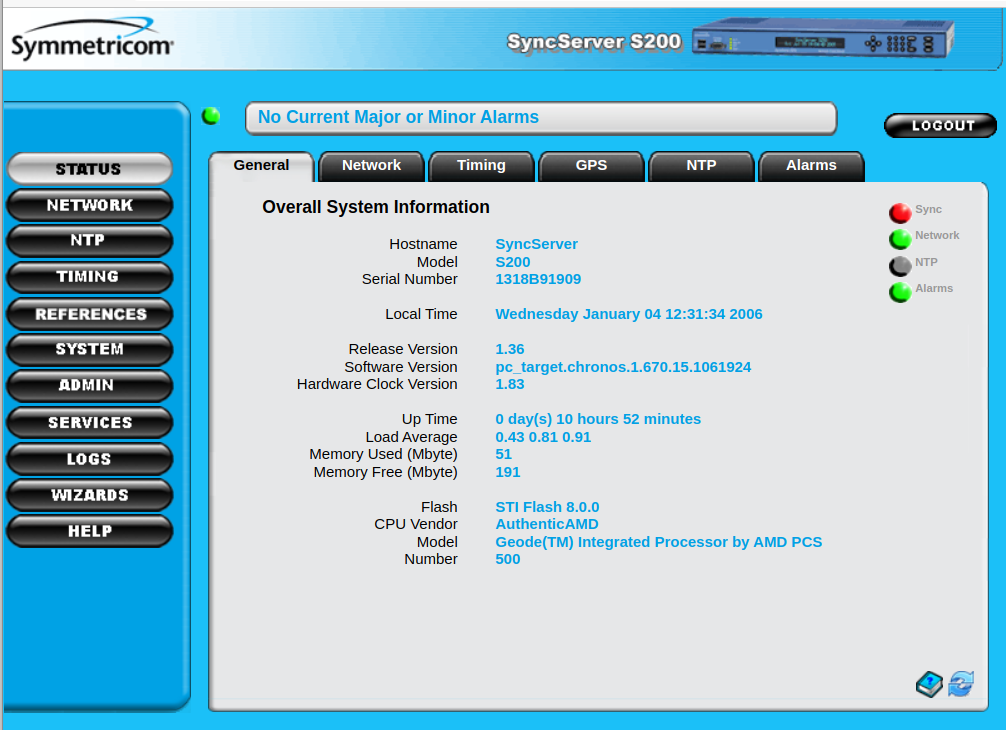 Symmetricom
SyncServer S200
No Current Major or Minor Alarms
LOGOUT
STATUS
NETWORK
NTP
TIMING
REFERENCES
SYSTEM
ADMIN
SERVICES
LOGS
WIZARDS
HELP
General Network Timing GPS NTP Alarms
Overall System Information
Hostname SyncServer
Model S200
Serial Number 1318B91909
Local Time Wednesday January 04 12:31:34 2006
Release Version 1.36
Software Version pc_target.chronos.1.670.15.1061924
Hardware Clock Version 1.83
Up Time 0 day(s) 10 hours 52 minutes
Load Average 0.43 0.81 0.91
Memory Used (Mbyte) 51
Memory Free (Mbyte) 191
Flash STI Flash 8.0.0
CPU Vendor AuthenticAMD
Model Geode(TM) Integrated Processor by AMD PCS
Number 500
Sync
Network
NTP
Alarms